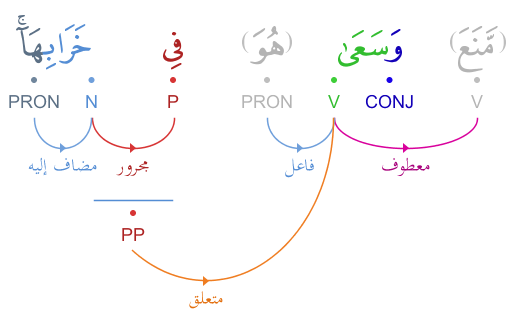 (مَّنَعَ) وَسَعَىٰ (هُوَ) فِى خَرَابِهَآ ۚ
V CONJ V PRON P N PRON
معطوف فاعل مجرور مضاف إليه
PP
متعلق